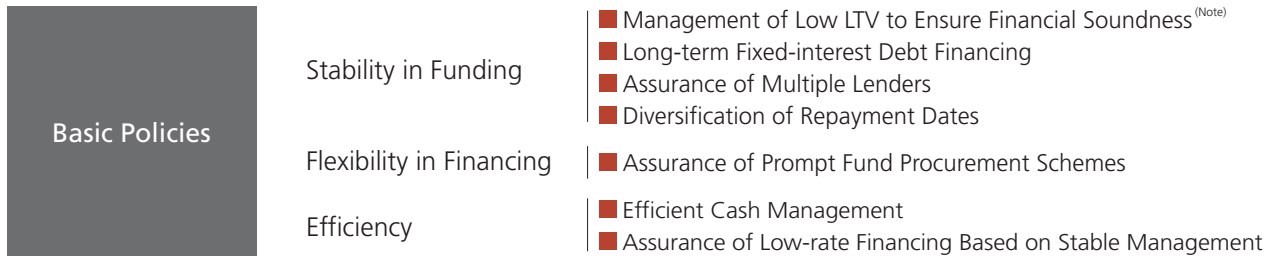 Basic Policies
Stability in Funding
Management of Low LTV to Ensure Financial Soundness (Note)
Long-term Fixed-interest Debt Financing
Assurance of Multiple Lenders
Diversification of Repayment Dates
Flexibility in Financing
Assurance of Prompt Fund Procurement Schemes
Efficiency
Efficient Cash Management
Assurance of Low-rate Financing Based on Stable Management